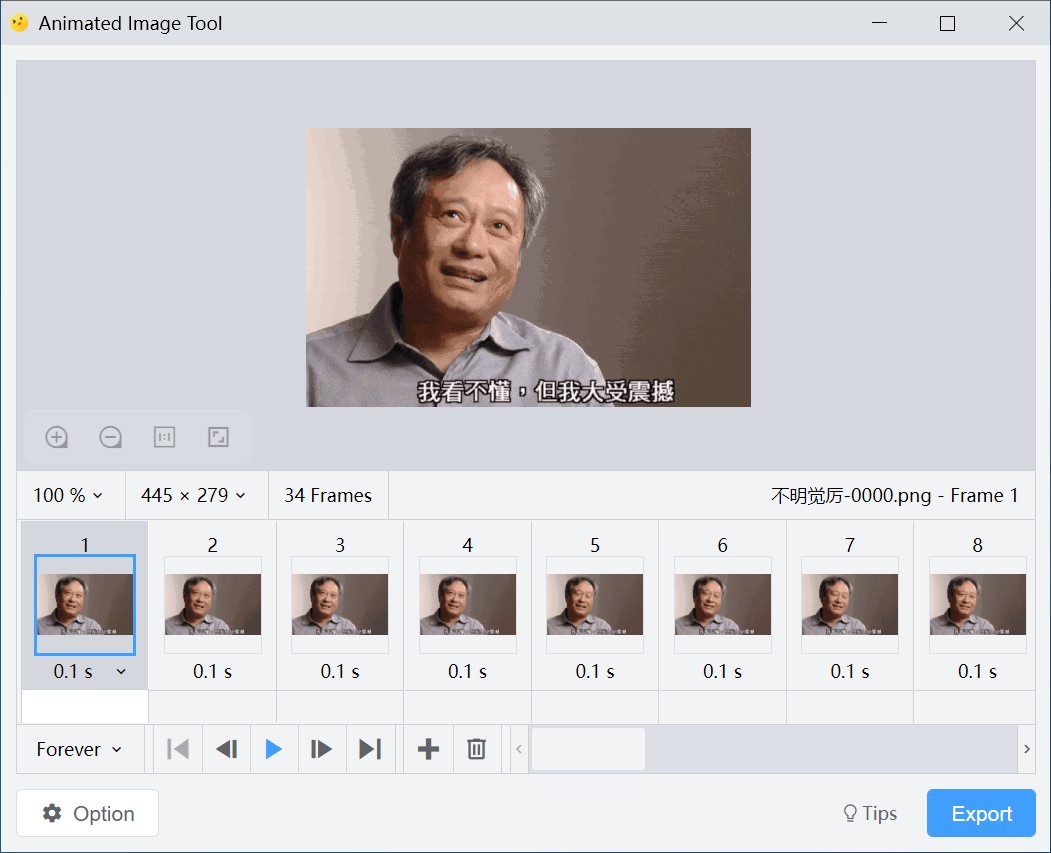 Animated Image Tool
我看不懂，但我大受震撼
100 %
445 × 279
34 Frames
不明觉厉-0000.png - Frame 1
1 2 3 4 5 6 7 8
0.1 s 0.1 s 0.1 s 0.1 s 0.1 s 0.1 s 0.1 s 0.1 s
Forever
Option
Tips
Export